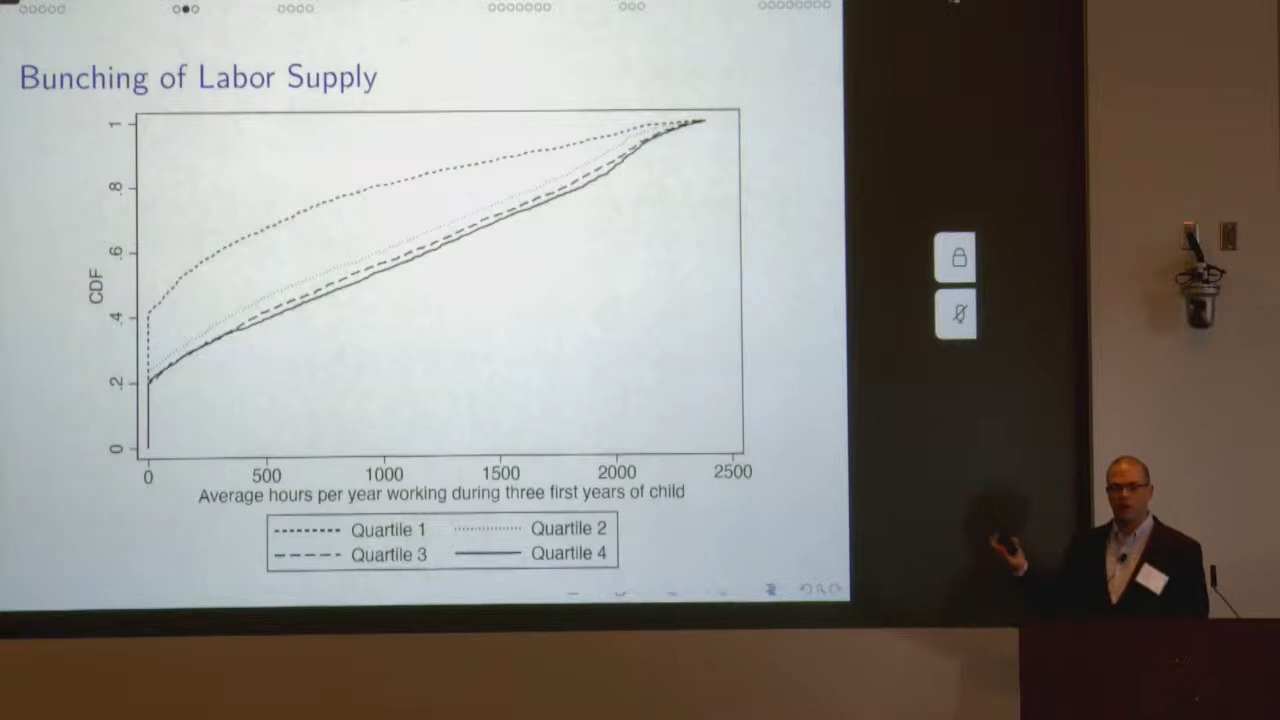 Bunching of Labor Supply
CDF
1
.8
.6
.4
.2
0
0 500 1000 1500 2000 2500
Average hours per year working during three first years of child
Quartile 1 Quartile 2
Quartile 3 Quartile 4